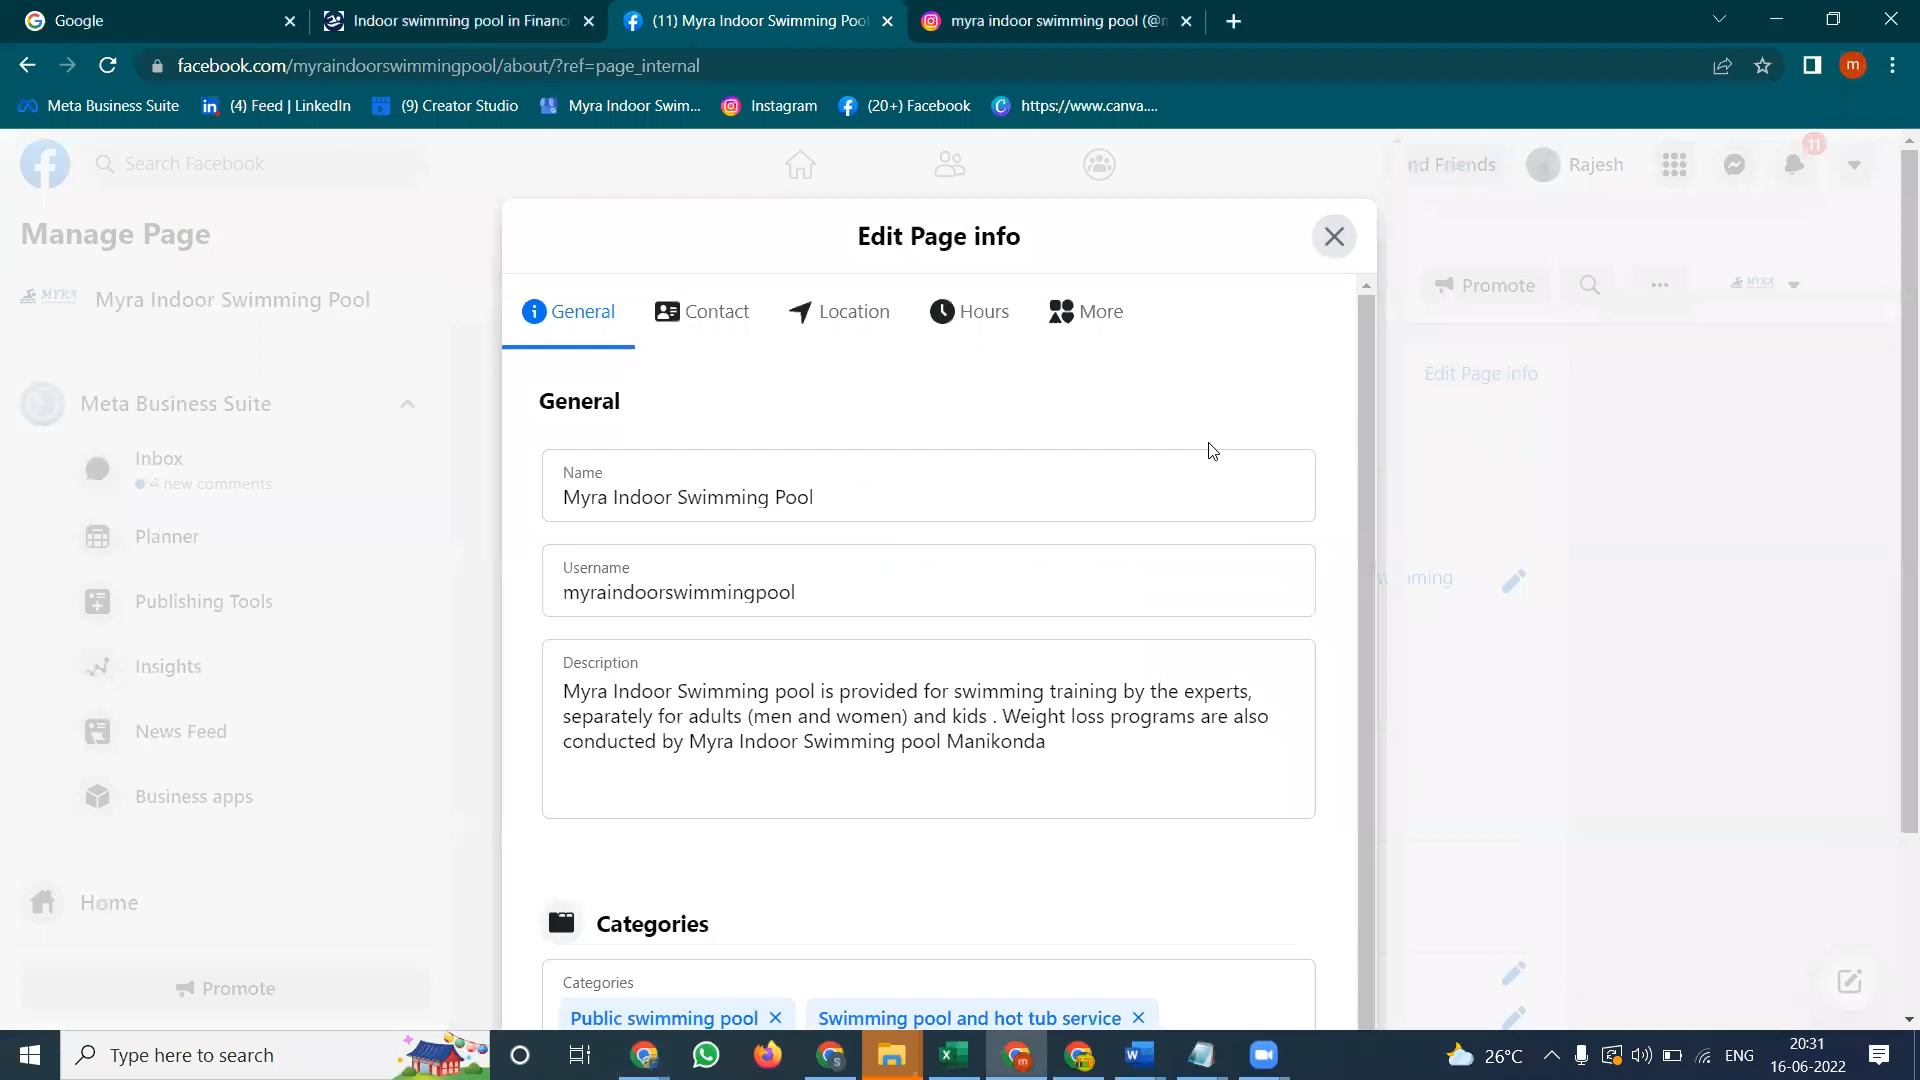 Google
Indoor swimming pool in Financ
(11) Myra Indoor Swimming Pool
myra indoor swimming pool (@m
facebook.com/myraindoorswimmingpool/about/?ref=page_internal
m
Meta Business Suite
(4) Feed | LinkedIn
(9) Creator Studio
Myra Indoor Swim...
Instagram
(20+) Facebook
https://www.canva....
Search Facebook
nd Friends
Rajesh
11
Manage Page
MYRA
Myra Indoor Swimming Pool
Edit Page info
Promote
...
MYRA
General
Contact
Location
Hours
More
Edit Page info
Meta Business Suite
Inbox
4 new comments
Planner
Publishing Tools
Insights
News Feed
Business apps
Home
Promote
General
Name
Myra Indoor Swimming Pool
Username
myraindoorswimmingpool
Description
Myra Indoor Swimming pool is provided for swimming training by the experts,
separately for adults (men and women) and kids . Weight loss programs are also
conducted by Myra Indoor Swimming pool Manikonda
Categories
Categories
Public swimming pool
Swimming pool and hot tub service
Type here to search
26°C
ENG
20:31
16-06-2022